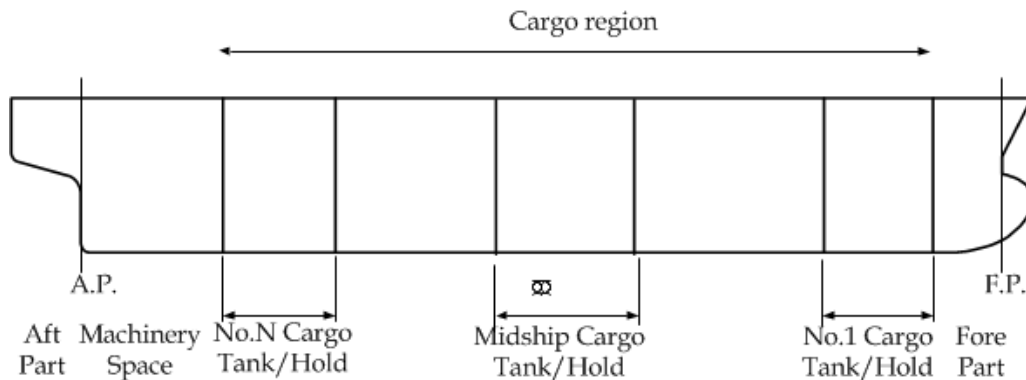 Cargo region
A.P.
F.P.
Aft
Part
Machinery
Space
No.N Cargo
Tank/Hold
Midship Cargo
Tank/Hold
No.1 Cargo
Tank/Hold
Fore
Part